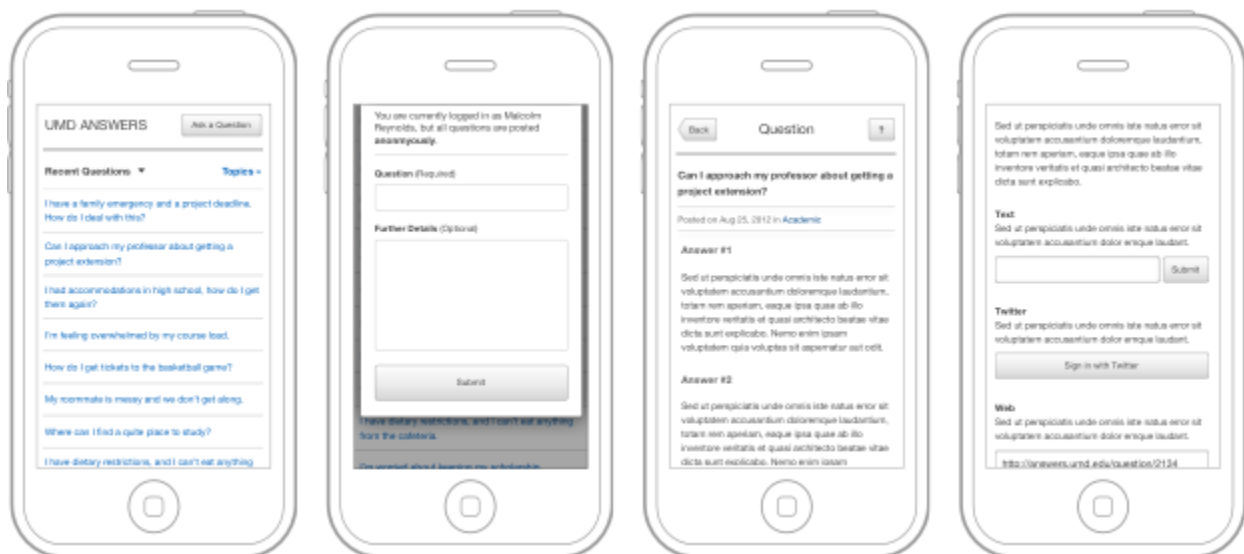 UMD ANSWERS
Ask a Question
Recent Questions ▼
Topics »
I have a family emergency and a project deadline.
How do I deal with this?
Can I approach my professor about getting a
project extension?
I had accommodations in high school, how do I get
them again?
I'm feeling overwhelmed by my course load.
How do I get tickets to the basketball game?
My roommate is messy and we don't get along.
Where can I find a quite place to study?
I have dietary restrictions, and I can't eat anything
You are currently logged in as Malcolm
Reynolds, but all questions are posted
anonmyously.
Question (Required)
Further Details (Optional)
Submit
I have dietary restrictions, and I can't eat anything
from the cafeteria.
I'm worried about keeping my scholarship.
Back
Question
?
Can I approach my professor about getting a
project extension?
Posted on Aug 25, 2012 in Academic
Answer #1
Sed ut perspiciatis unde omnis iste natus error sit
voluptatem accusantium doloremque laudantium,
totam rem aperiam, eaque ipsa quae ab illo
inventore veritatis et quasi architecto beatae vitae
dicta sunt explicabo. Nemo enim ipsam
voluptatem quia voluptas sit aspernatur aut odit.
Answer #2
Sed ut perspiciatis unde omnis iste natus error sit
voluptatem accusantium doloremque laudantium,
totam rem aperiam, eaque ipsa quae ab illo
inventore veritatis et quasi architecto beatae vitae
dicta sunt explicabo. Nemo enim ipsam
Sed ut perspiciatis unde omnis iste natus error sit
voluptatem accusantium doloremque laudantium,
totam rem aperiam, eaque ipsa quae ab illo
inventore veritatis et quasi architecto beatae vitae
dicta sunt explicabo.
Text
Sed ut perspiciatis unde omnis iste natus error sit
voluptatem accusantium dolor emque laudant.
Submit
Twitter
Sed ut perspiciatis unde omnis iste natus error sit
voluptatem accusantium dolor emque laudant.
Sign in with Twitter
Web
Sed ut perspiciatis unde omnis iste natus error sit
voluptatem accusantium dolor emque laudant.
http://answers.umd.edu/question/2134